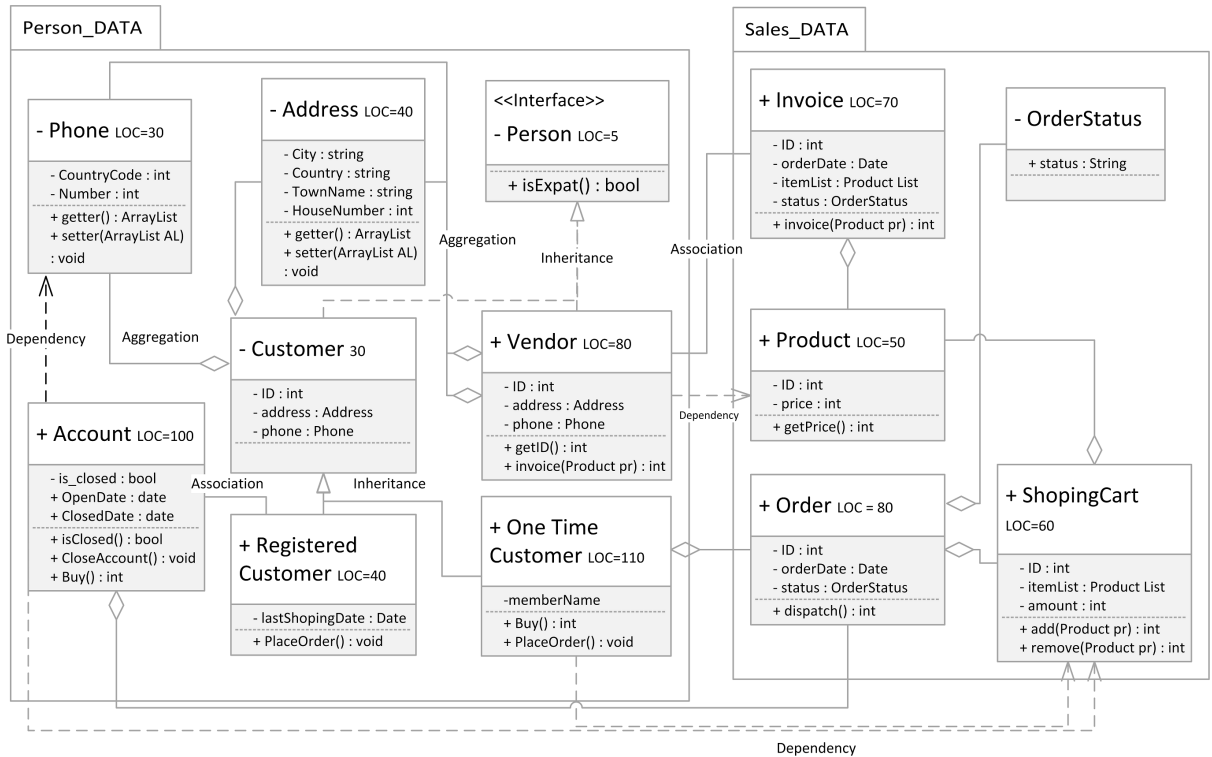 Person_DATA
- Phone LOC=30
- CountryCode : int
- Number : int
+ getter() : ArrayList
+ setter(ArrayList AL)
: void
- Address LOC=40
- City : string
- Country : string
- TownName : string
- HouseNumber : int
+ getter() : ArrayList
+ setter(ArrayList AL)
: void
<<Interface>>
- Person LOC=5
+ isExpat() : bool
Aggregation
Inheritance
Dependency
Aggregation
- Customer 30
- ID : int
- address : Address
- phone : Phone
+ Vendor LOC=80
- ID : int
- address : Address
- phone : Phone
+ getID() : int
+ invoice(Product pr) : int
+ Account LOC=100
- is_closed : bool
+ OpenDate : date
+ ClosedDate : date
+ isClosed() : bool
+ CloseAccount() : void
+ Buy() : int
Association
Inheritance
+ Registered
Customer LOC=40
- lastShopingDate : Date
+ PlaceOrder() : void
+ One Time
Customer LOC=110
-memberName
+ Buy() : int
+ PlaceOrder() : void
Association
Dependency
Sales_DATA
+ Invoice LOC=70
- ID : int
- orderDate : Date
- itemList : Product List
- status : OrderStatus
+ invoice(Product pr) : int
- OrderStatus
+ status : String
+ Product LOC=50
- ID : int
- price : int
+ getPrice() : int
+ Order LOC = 80
- ID : int
- orderDate : Date
- status : OrderStatus
+ dispatch() : int
+ ShopingCart
LOC=60
- ID : int
- itemList : Product List
- amount : int
+ add(Product pr) : int
+ remove(Product pr) : int
Dependency